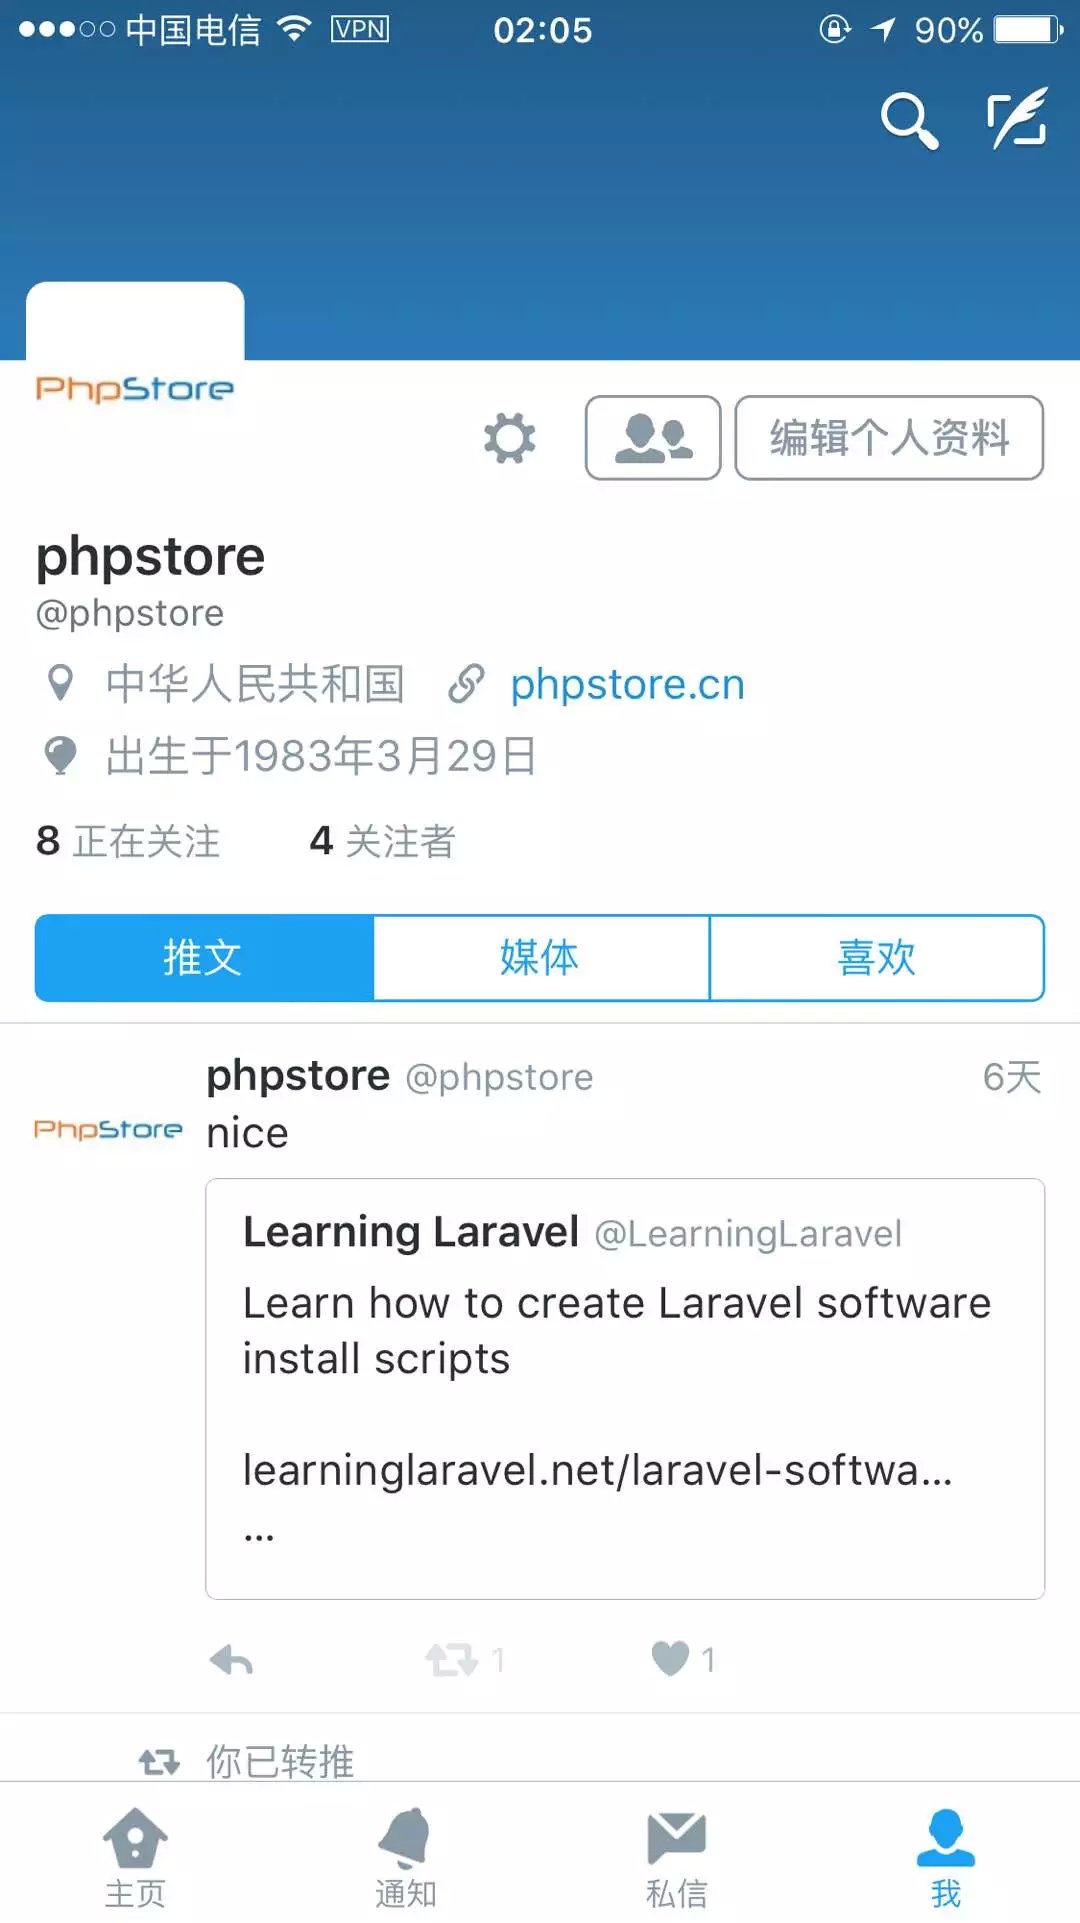 中国电信 VPN 02:05 90%
PhpStore
编辑个人资料
phpstore
@phpstore
中华人民共和国 phpstore.cn
出生于1983年3月29日
8 正在关注 4 关注者
推文 媒体 喜欢
phpstore @phpstore 6天
PhpStore nice
Learning Laravel @LearningLaravel
Learn how to create Laravel software
install scripts
learninglaravel.net/laravel-softwa...
...
1 1
你已转推
主页 通知 私信 我